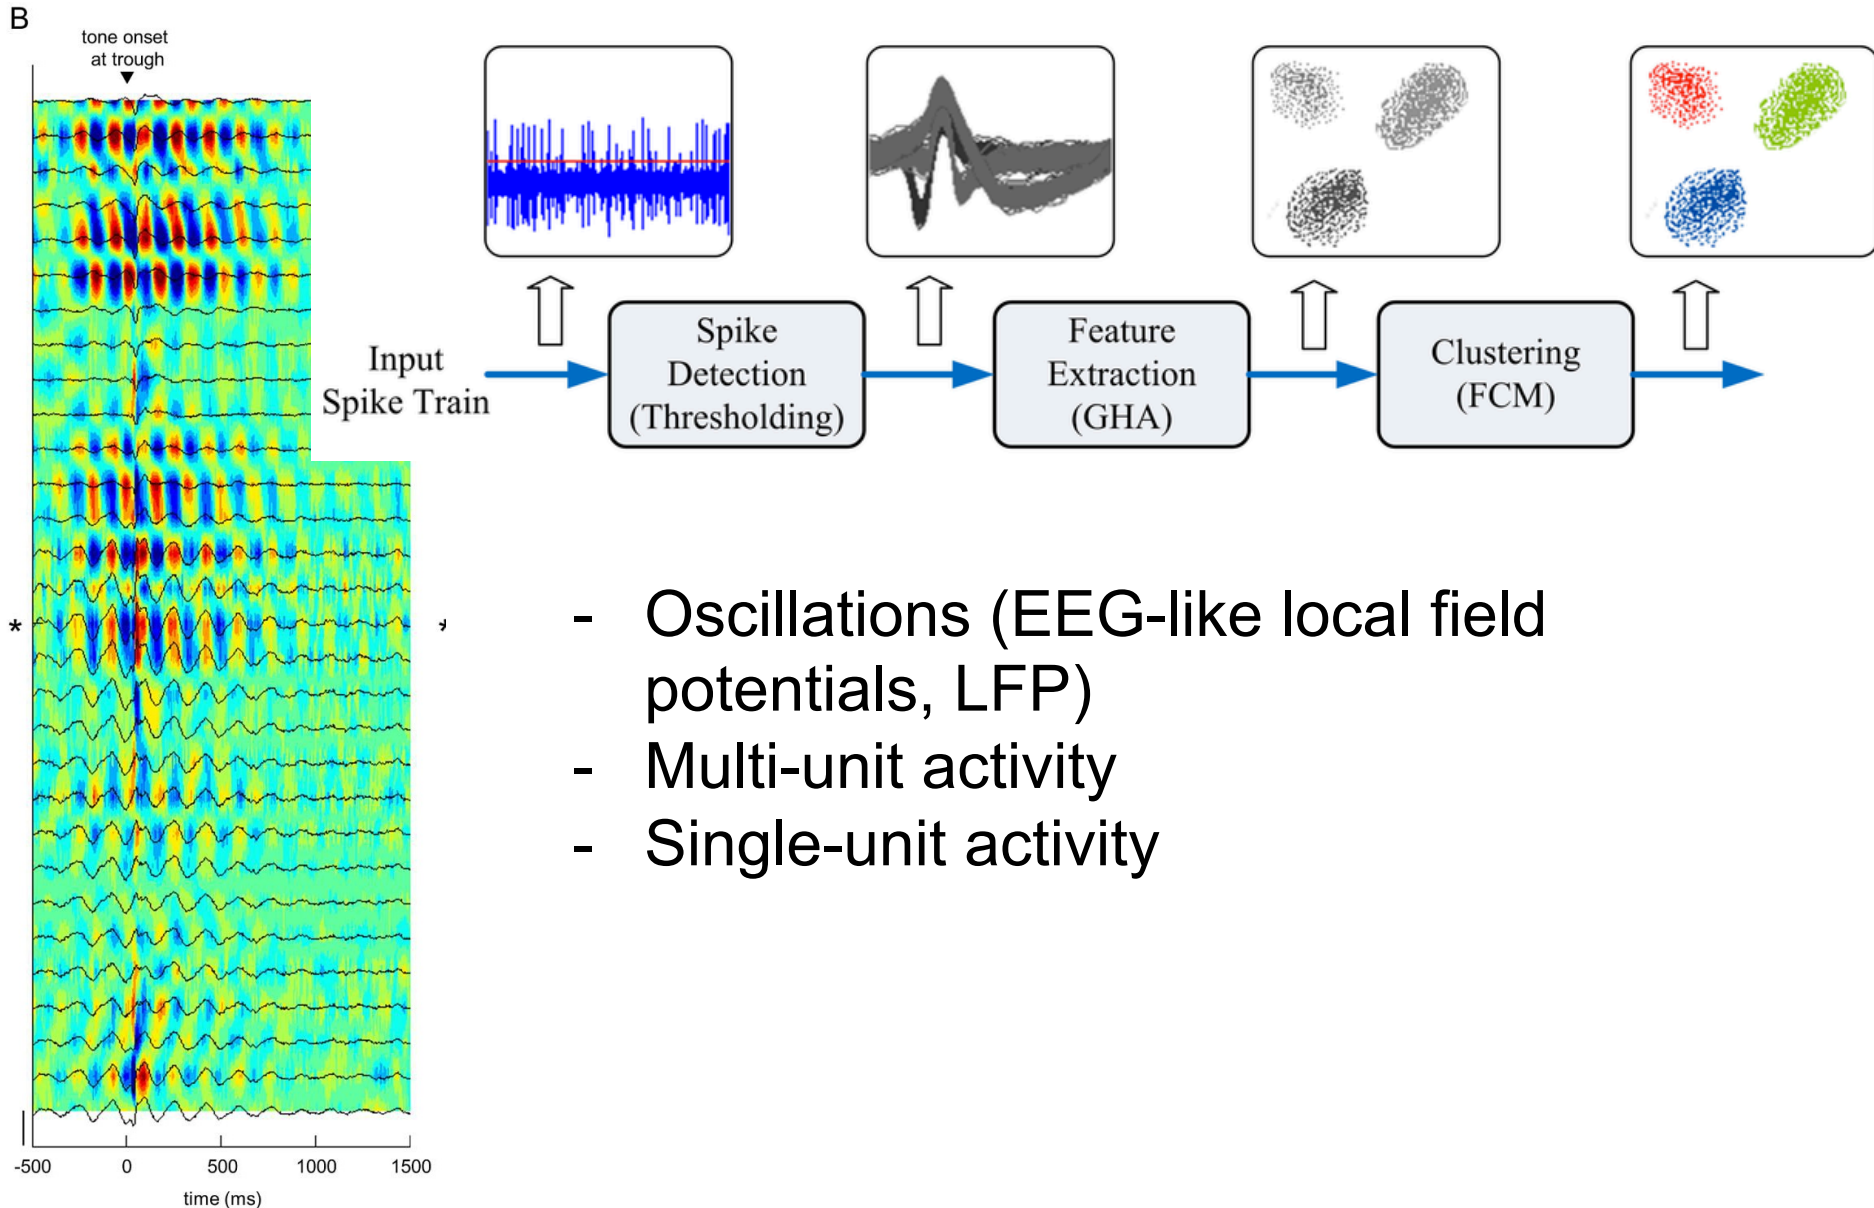 B
tone onset
at trough
Input
Spike Train
Spike
Detection
(Thresholding)
Feature
Extraction
(GHA)
Clustering
(FCM)
*
*
- Oscillations (EEG-like local field
potentials, LFP)
- Multi-unit activity
- Single-unit activity
-500 0 500 1000 1500
time (ms)